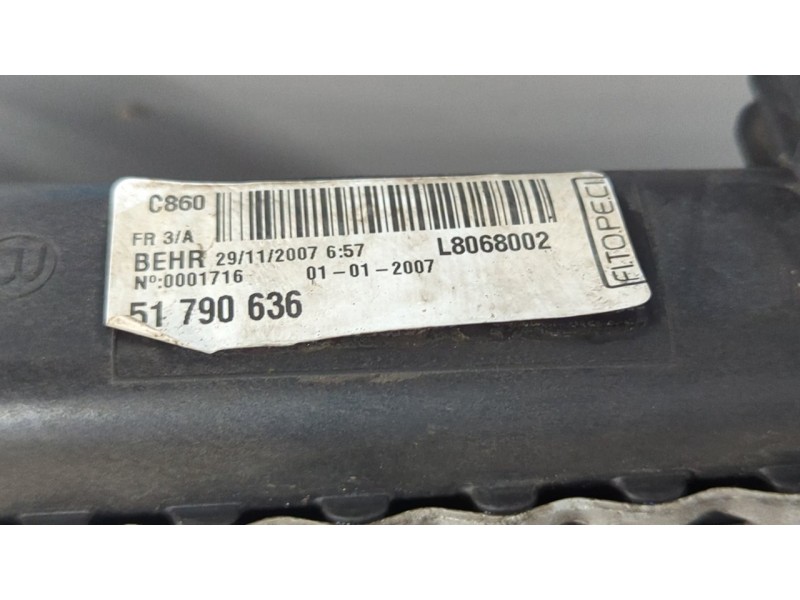 C860
FR 3/A
BEHR 29/11/2007 6:57
L8068002
Nº:0001716
01-01-2007
51 790 636
FI.TO.PE.CI